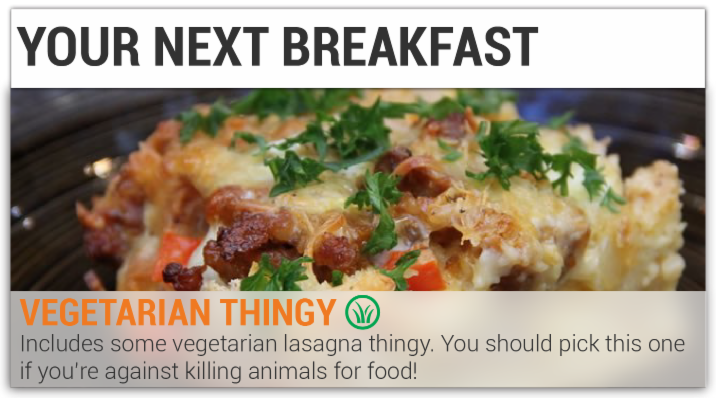 YOUR NEXT BREAKFAST
VEGETARIAN THINGY
Includes some vegetarian lasagna thingy. You should pick this one
if you're against killing animals for food!